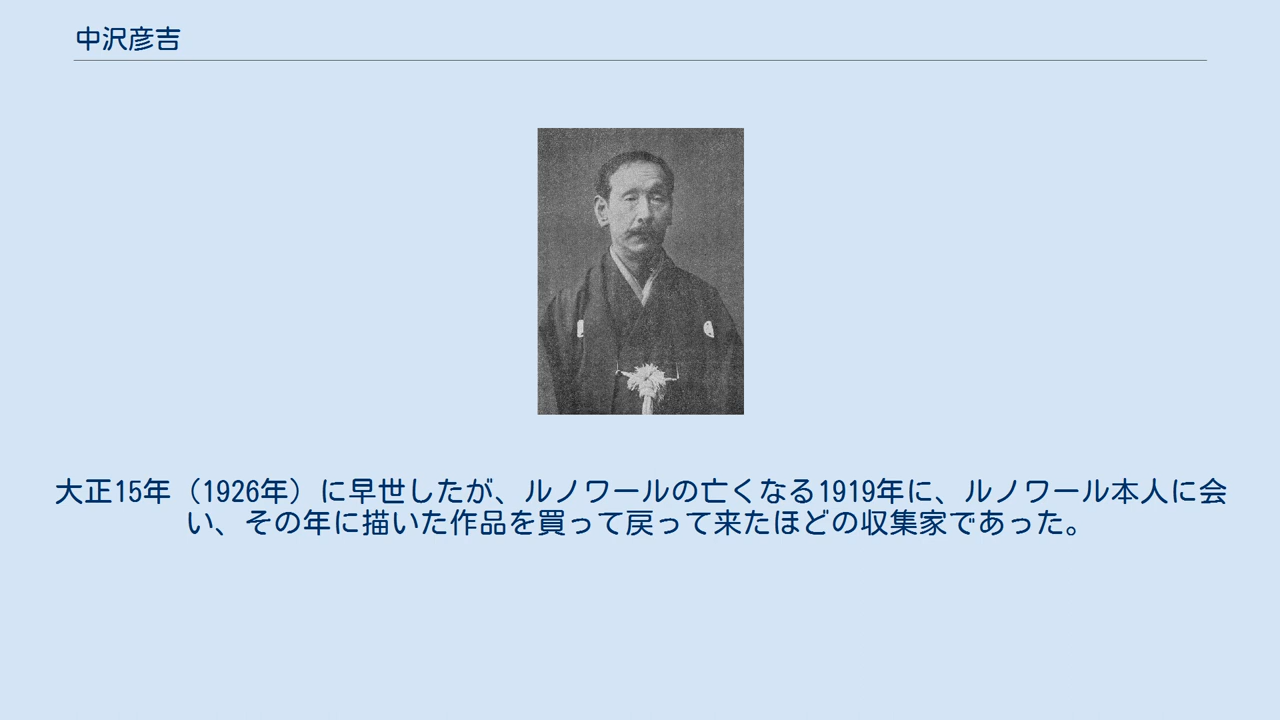 中沢彦吉
大正15年（1926年）に早世したが、ルノワールの亡くなる1919年に、ルノワール本人に会
い、その年に描いた作品を買って戻って来たほどの収集家であった。